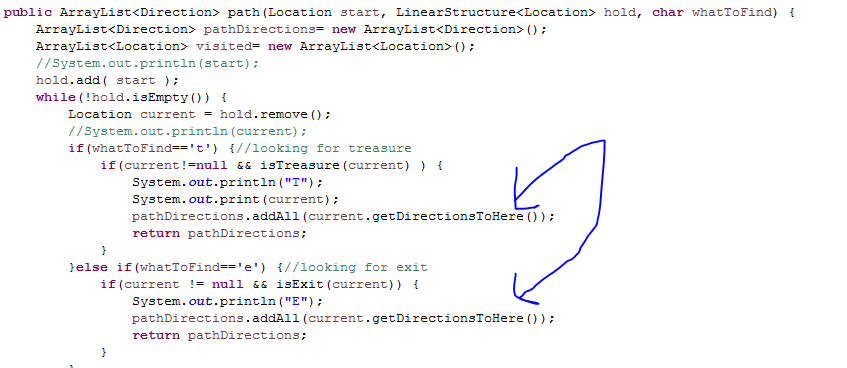 public ArrayList<Direction> path(Location start, LinearStructure<Location> hold, char whatToFind) {
    ArrayList<Direction> pathDirections= new ArrayList<Direction>();
    ArrayList<Location> visited= new ArrayList<Location>();
    //System.out.println(start);
    hold.add( start );
    while(!hold.isEmpty()) {
        Location current = hold.remove();
        //System.out.println(current);
        if(whatToFind=='t') {//looking for treasure
            if(current!=null && isTreasure(current) ) {
                System.out.println("T");
                System.out.print(current);
                pathDirections.addAll(current.getDirectionsToHere());
                return pathDirections;
            }
        }else if(whatToFind=='e') {//looking for exit
            if(current != null && isExit(current)) {
                System.out.println("E");
                pathDirections.addAll(current.getDirectionsToHere());
                return pathDirections;
            }